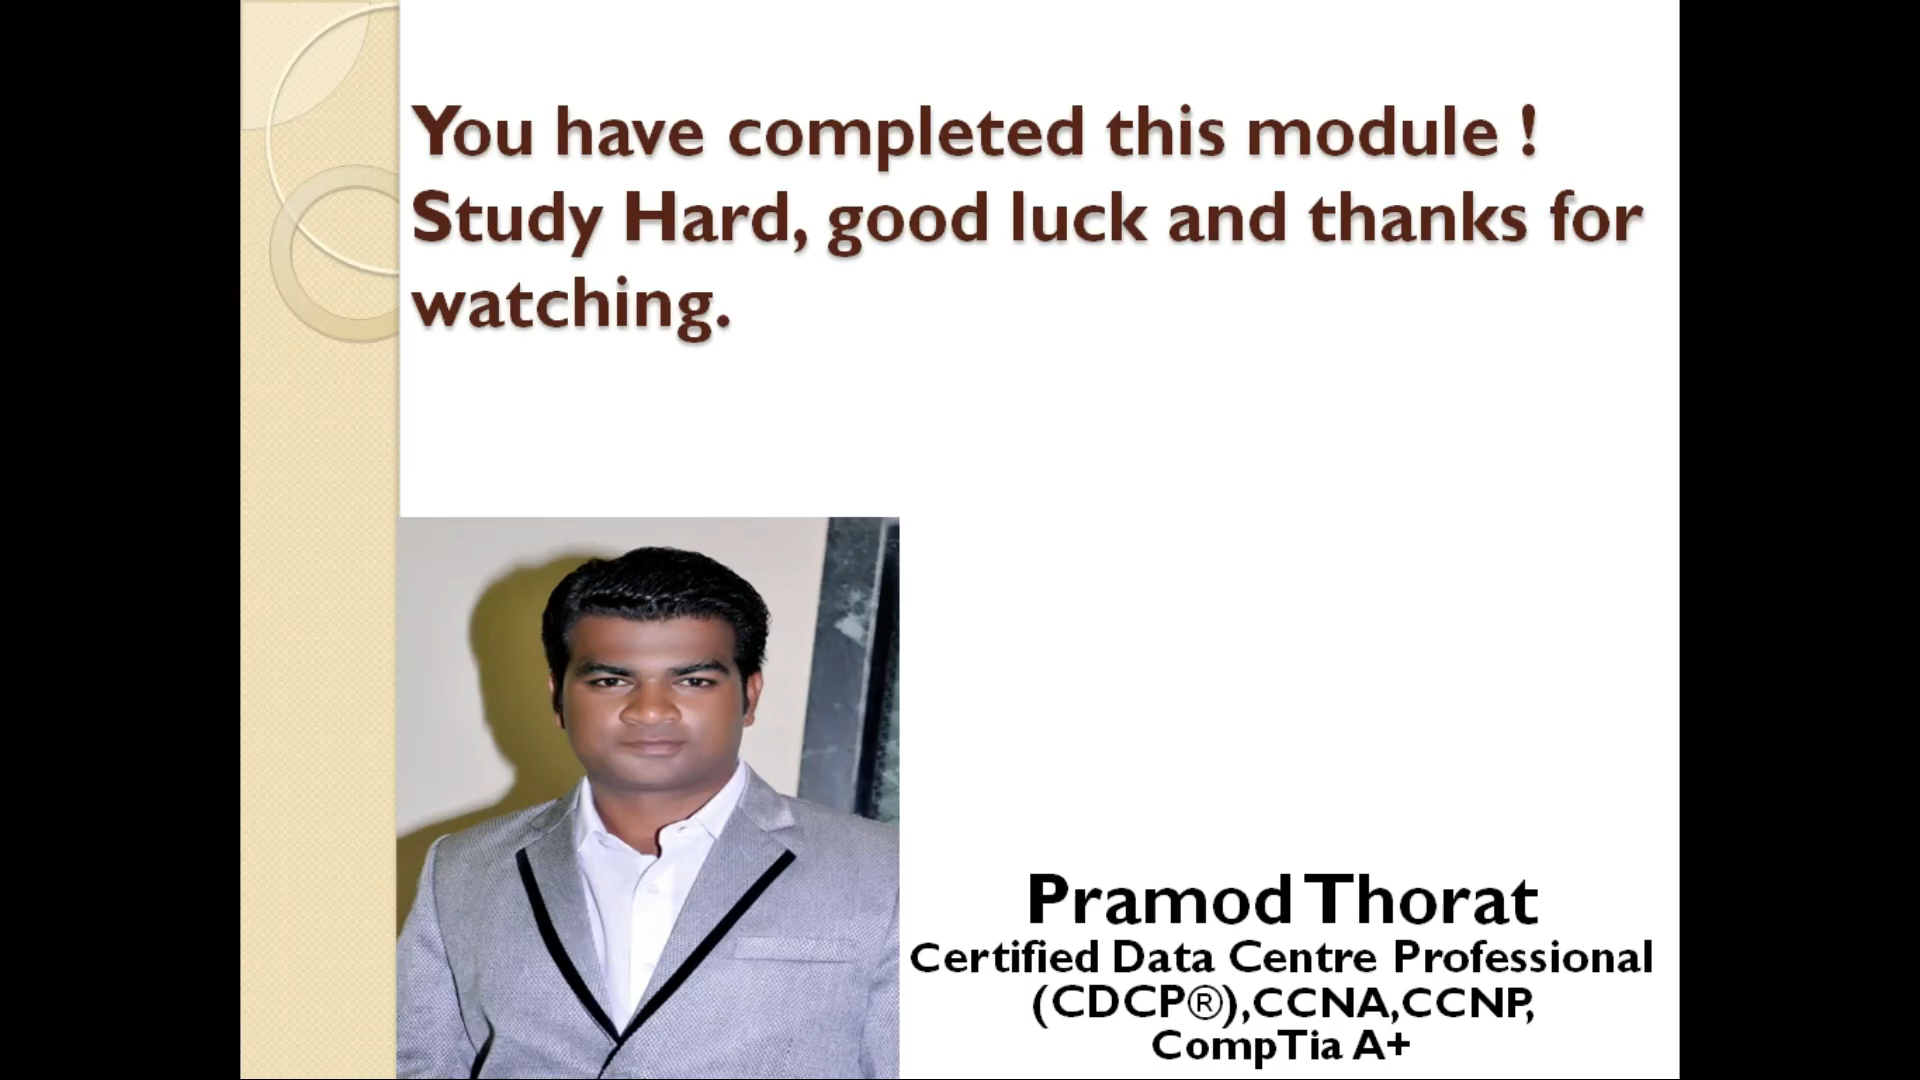 You have completed this module !
Study Hard, good luck and thanks for
watching.
Pramod Thorat
Certified Data Centre Professional
(CDCP®),CCNA,CCNP,
CompTia A+